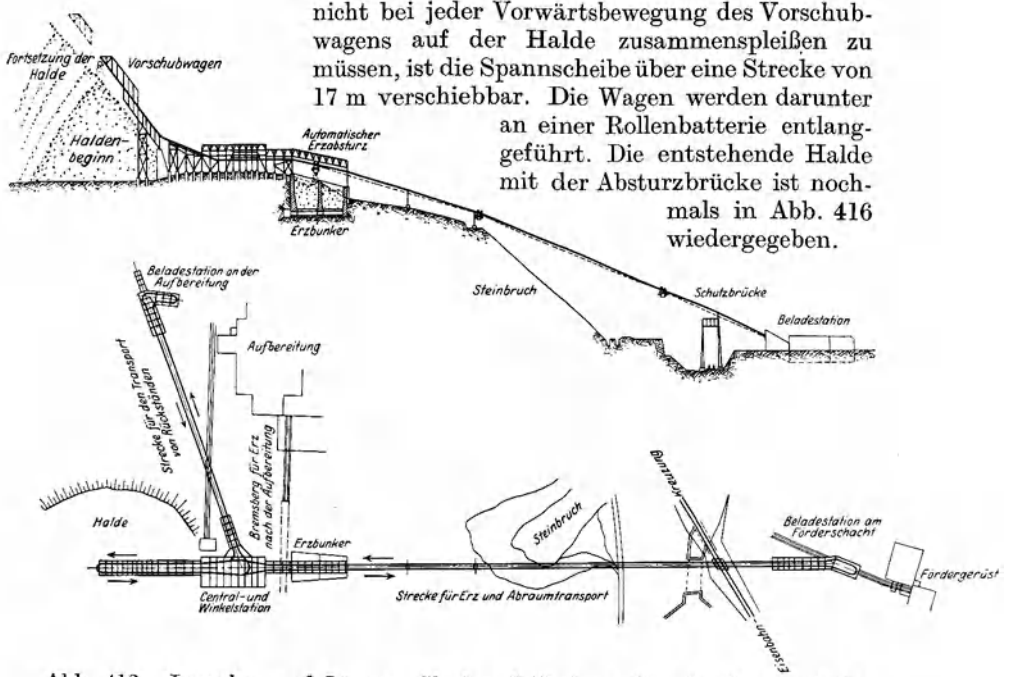 nicht bei jeder Vorwärtsbewegung des Vorschub-
wagens auf der Halde zusammenspleißen zu
müssen, ist die Spannscheibe über eine Strecke von
17 m verschiebbar. Die Wagen werden darunter
an einer Rollenbatterie entlang-
geführt. Die entstehende Halde
mit der Absturzbrücke ist noch-
mals in Abb. 416
wiedergegeben.
Fortsetzung der
Halde
Vorschubwagen
Halden-
beginn
Automatischer
Erzabsturz
Erzbunker
Steinbruch
Schutzbrücke
Beladestation
Beladestation an der
Aufbereitung
Aufbereitung
Strecke für den Transport
von Rückständen
Bremsberg für Erz
nach der Aufbereitung
Halde
Erzbunker
Central- und
Winkelstation
Steinbruch
Strecke für Erz und Abraumtransport
Kreuzung
Eisenbahn
Beladestation am
Förderschacht
Fördergerüst